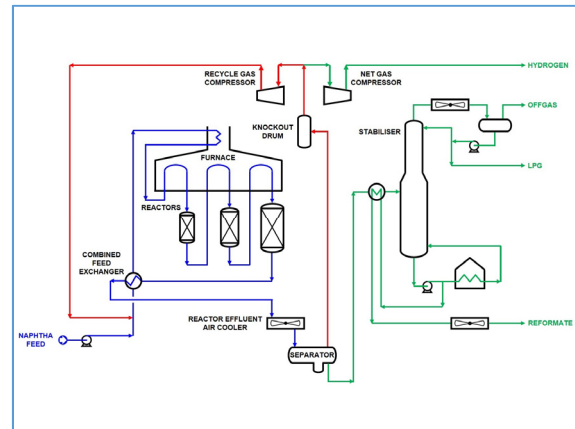 HYDROGEN
RECYCLE GAS
COMPRESSOR
NET GAS
COMPRESSOR
OFFGAS
KNOCKOUT
DRUM
STABILISER
FURNACE
LPG
REACTORS
COMBINED
FEED
EXCHANGER
REACTOR EFFLUENT
AIR COOLER
NAPHTHA
FEED
SEPARATOR
REFORMATE